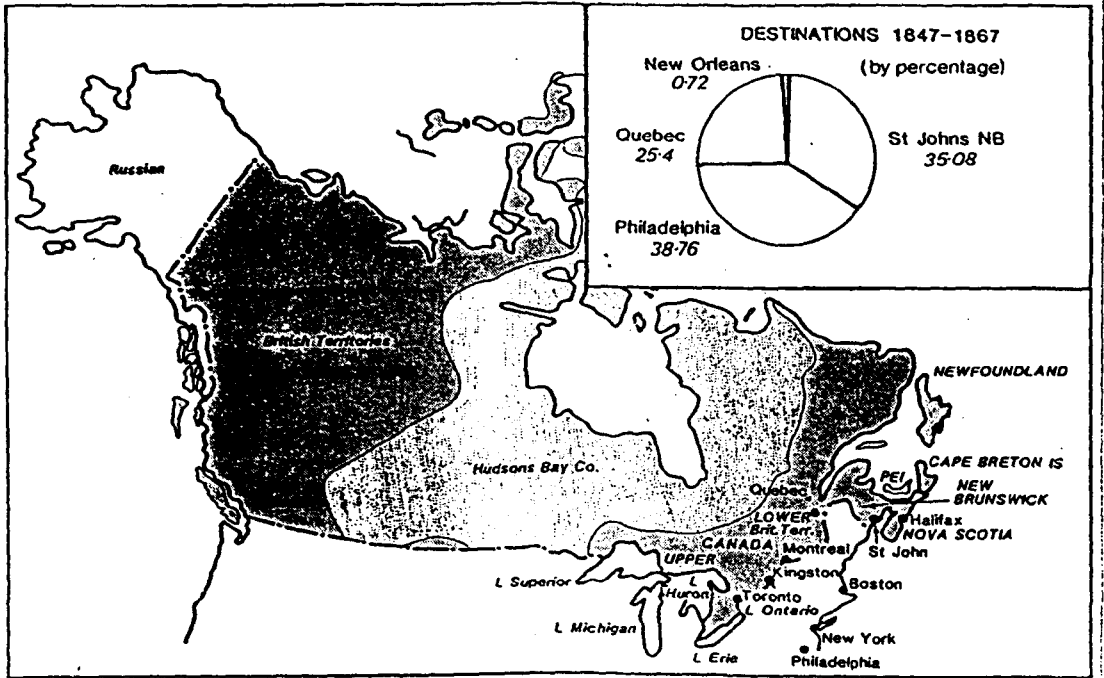 DESTINATIONS 1847-1867
(by percentage)
New Orleans
0·72
Quebec
25·4
St Johns NB
35·08
Philadelphia
38·76
Russian
British Territories
Hudsons Bay Co.
NEWFOUNDLAND
CAPE BRETON IS
PEI
NEW
BRUNSWICK
Quebec
LOWER
Brit. Terr.
Halifax
NOVA SCOTIA
St John
CANADA
UPPER
Montreal
Kingston
L Superior
L
Huron
Toronto
L Ontario
Boston
L Michigan
L Erie
New York
Philadelphia